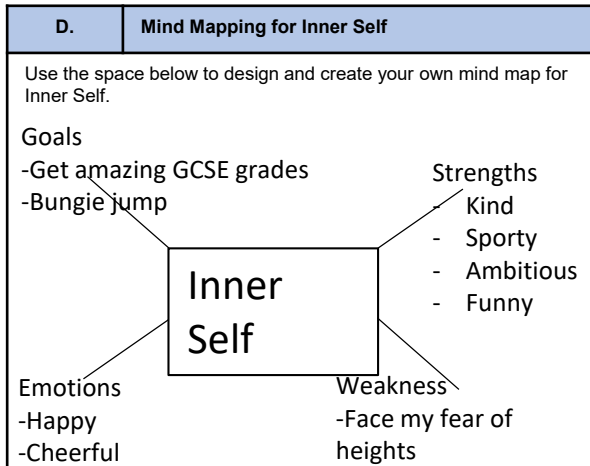 D. Mind Mapping for Inner Self
Use the space below to design and create your own mind map for
Inner Self.
Goals
-Get amazing GCSE grades
-Bungie jump
Strengths
- Kind
- Sporty
- Ambitious
- Funny
Inner
Self
Emotions
-Happy
-Cheerful
Weakness
-Face my fear of
heights